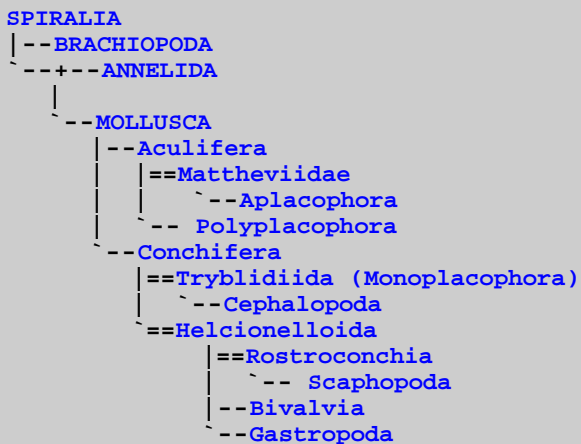 SPIRALIA
|--BRACHIOPODA
`--+--ANNELIDA
   |
   `--MOLLUSCA
      |--Aculifera
      |  |==Mattheviidae
      |  |  `--Aplacophora
      |  `-- Polyplacophora
      `--Conchifera
         |==Tryblidiida (Monoplacophora)
         |  `--Cephalopoda
         `==Helcionelloida
               |==Rostroconchia
               |  `-- Scaphopoda
               |--Bivalvia
               `--Gastropoda